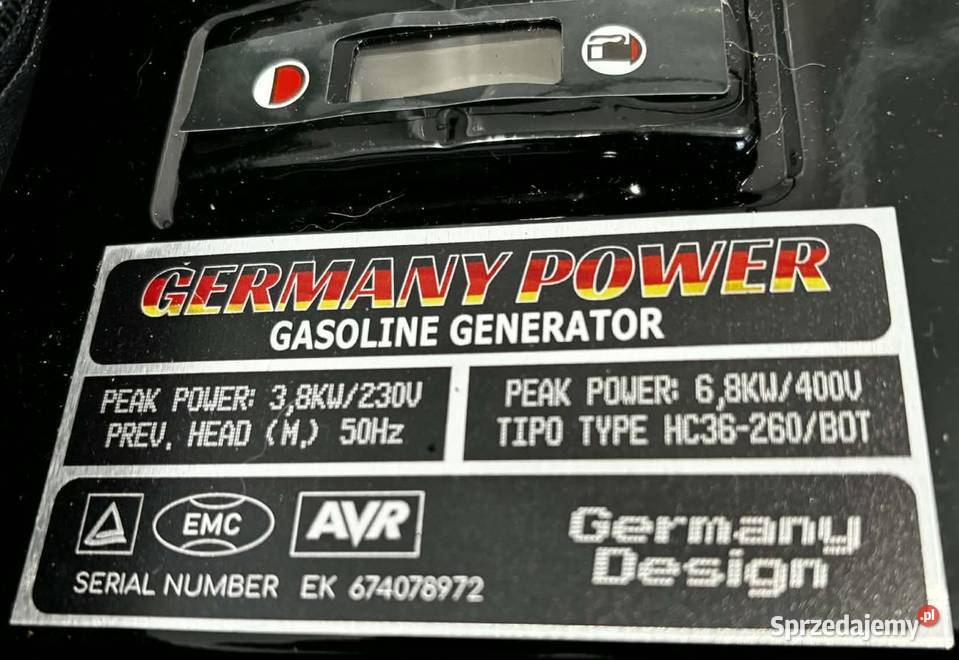 GERMANY POWER
GASOLINE GENERATOR
PEAK POWER: 3,8KW/230V
PREV. HEAD (M.) 50Hz
PEAK POWER: 6,8KW/400V
TIPO TYPE HC36-260/BOT
EMC
AVR
SERIAL NUMBER EK 674078972
Germany
Design
Sprzedajemy.pl